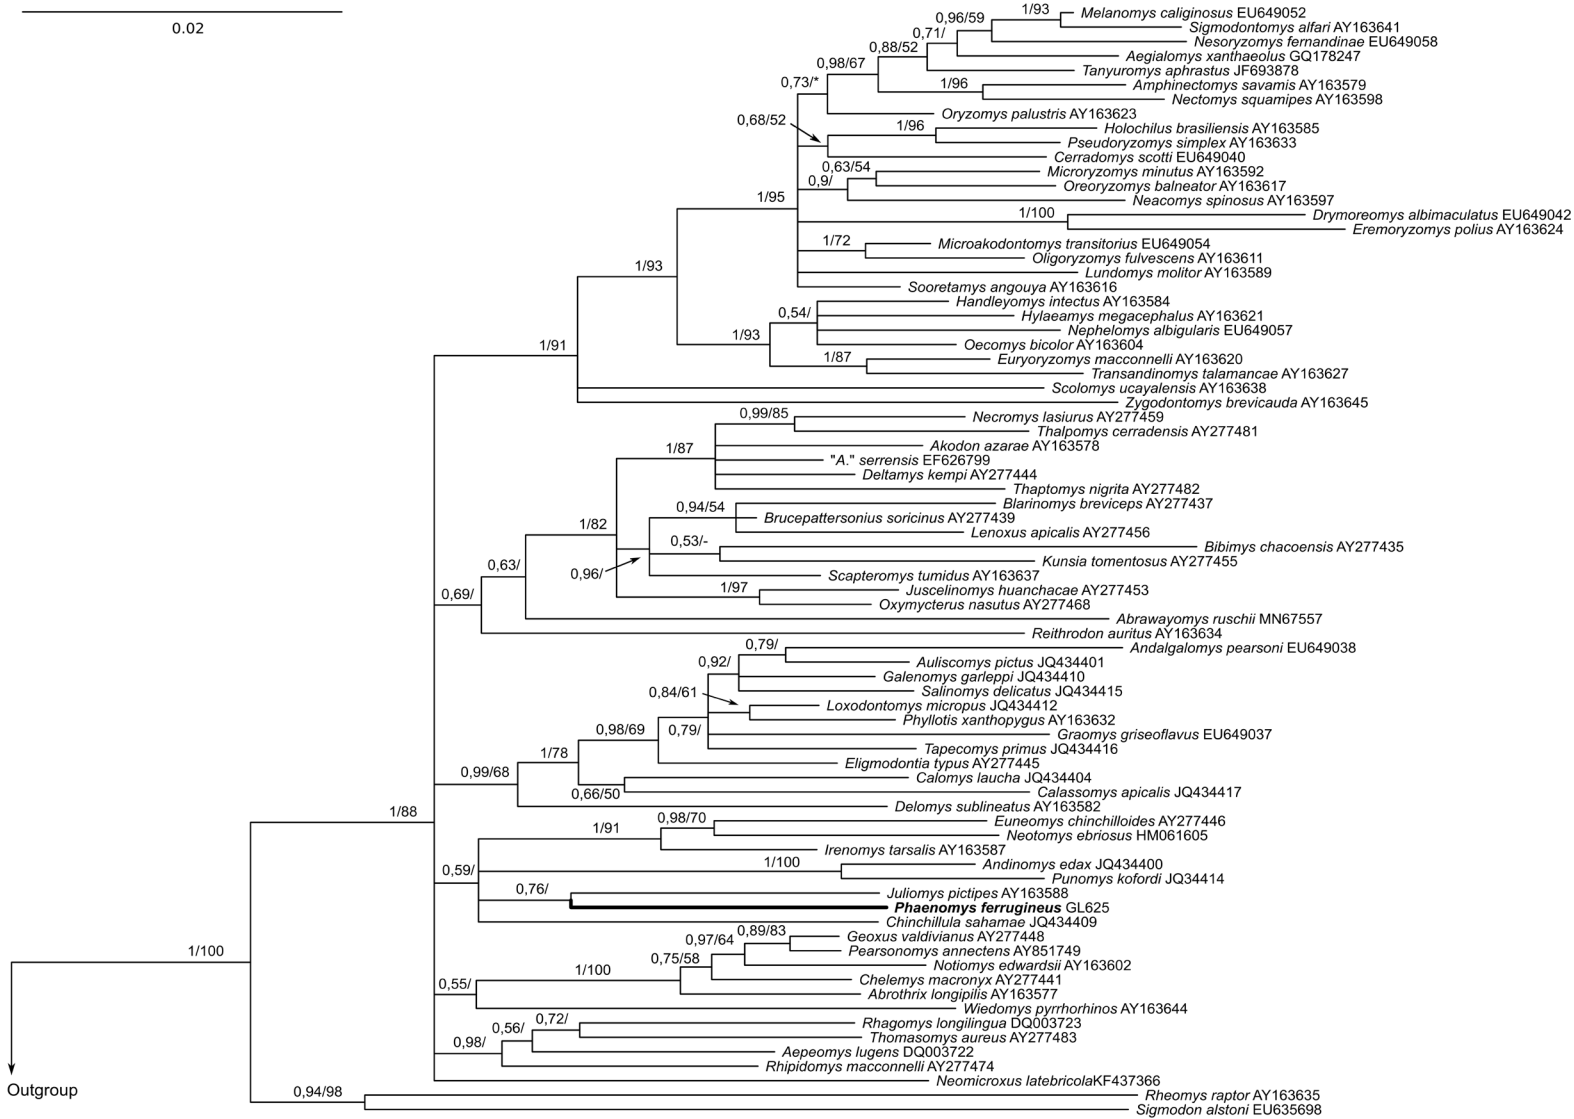 0.02
1/93
Melanomys caliginosus EU649052
0,96/59
Sigmodontomys alfari AY163641
0,71/
Nesoryzomys fernandinae EU649058
0,88/52
Aegialomys xanthaeolus GQ178247
0,98/67
Tanyuromys aphrastus JF693878
0,73/*
1/96
Amphinectomys savamis AY163579
Nectomys squamipes AY163598
Oryzomys palustris AY163623
0,68/52
1/96
Holochilus brasiliensis AY163585
Pseudoryzomys simplex AY163633
Cerradomys scotti EU649040
0,63/54
Microryzomys minutus AY163592
0,9/
Oreoryzomys balneator AY163617
1/95
Neacomys spinosus AY163597
1/100
Drymoreomys albimaculatus EU649042
Eremoryzomys polius AY163624
1/72
Microakodontomys transitorius EU649054
Oligoryzomys fulvescens AY163611
1/93
Lundomys molitor AY163589
Sooretamys angouya AY163616
Handleyomys intectus AY163584
0,54/
Hylaeamys megacephalus AY163621
1/93
Nephelomys albigularis EU649057
Oecomys bicolor AY163604
1/91
1/87
Euryoryzomys macconnelli AY163620
Transandinomys talamancae AY163627
Scolomys ucayalensis AY163638
Zygodontomys brevicauda AY163645
0,99/85
Necromys lasiurus AY277459
Thalpomys cerradensis AY277481
1/87
Akodon azarae AY163578
"A." serrensis EF626799
Deltamys kempi AY277444
Thaptomys nigrita AY277482
0,94/54
Blarinomys breviceps AY277437
Brucepattersonius soricinus AY277439
1/82
Lenoxus apicalis AY277456
0,53/-
Bibimys chacoensis AY277435
Kunsia tomentosus AY277455
0,63/
0,96/
Scapteromys tumidus AY163637
1/97
Juscelinomys huanchacae AY277453
0,69/
Oxymycterus nasutus AY277468
Abrawayomys ruschii MN67557
Reithrodon auritus AY163634
0,79/
Andalgalomys pearsoni EU649038
0,92/
Auliscomys pictus JQ434401
Galenomys garleppi JQ434410
0,84/61
Salinomys delicatus JQ434415
Loxodontomys micropus JQ434412
Phyllotis xanthopygus AY163632
0,98/69
0,79/
Graomys griseoflavus EU649037
Tapecomys primus JQ434416
1/78
Eligmodontia typus AY277445
0,99/68
Calomys laucha JQ434404
0,66/50
Calassomys apicalis JQ434417
Delomys sublineatus AY163582
1/88
0,98/70
Euneomys chinchilloides AY277446
1/91
Neotomys ebriosus HM061605
Irenomys tarsalis AY163587
0,59/
1/100
Andinomys edax JQ434400
Punomys kofordi JQ34414
0,76/
Juliomys pictipes AY163588
Phaenomys ferrugineus GL625
Chinchillula sahamae JQ434409
0,89/83
Geoxus valdivianus AY277448
0,97/64
Pearsonomys annectens AY851749
1/100
0,75/58
Notiomys edwardsii AY163602
1/100
Chelemys macronyx AY277441
0,55/
Abrothrix longipilis AY163577
Wiedomys pyrrhorhinos AY163644
0,72/
Rhagomys longilingua DQ003723
0,56/
Thomasomys aureus AY277483
0,98/
Aepeomys lugens DQ003722
Rhipidomys macconnelli AY277474
Neomicroxus latebricolaKF437366
Outgroup
0,94/98
Rheomys raptor AY163635
Sigmodon alstoni EU635698